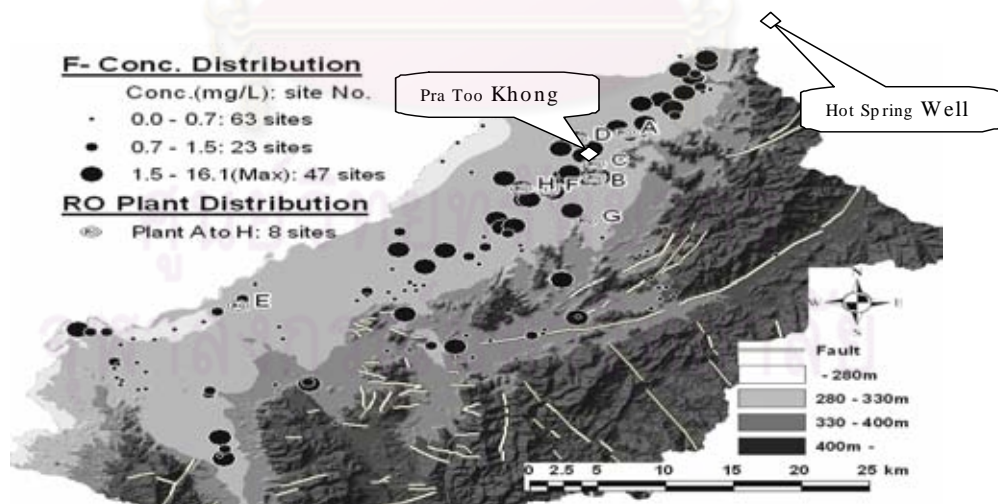 F- Conc. Distribution
Conc.(mg/L): site No.
0.0 - 0.7: 63 sites
0.7 - 1.5: 23 sites
1.5 - 16.1(Max): 47 sites
RO Plant Distribution
Plant A to H: 8 sites
Pra Too Khong
Hot Spring Well
D
A
C
H
F
B
G
E
N
W
E
S
Fault
- 280m
280 - 330m
330 - 400m
400m -
0 2.5 5 10 15 20 25 km